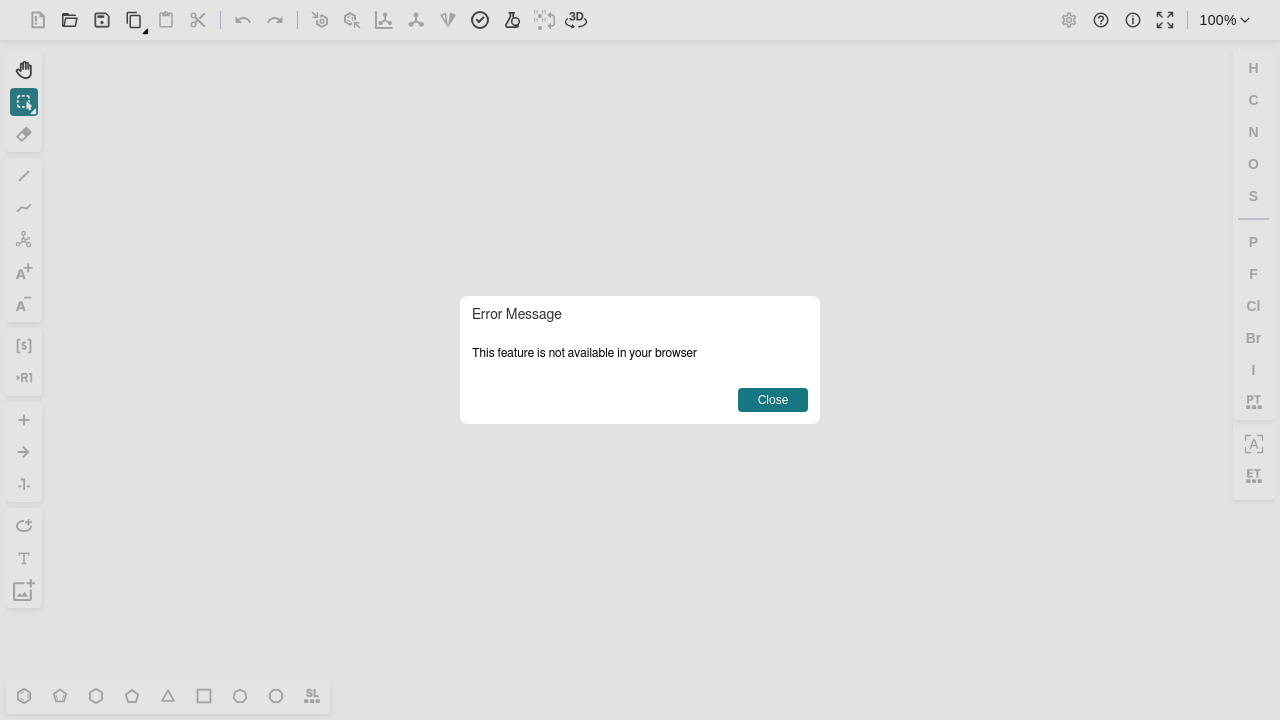 3D
100%
H
C
N
O
S
P
F
Cl
Br
I
PT
A
ET
A+
A−
[s]
R1
-1-
T
SL
Error Message
This feature is not available in your browser
Close